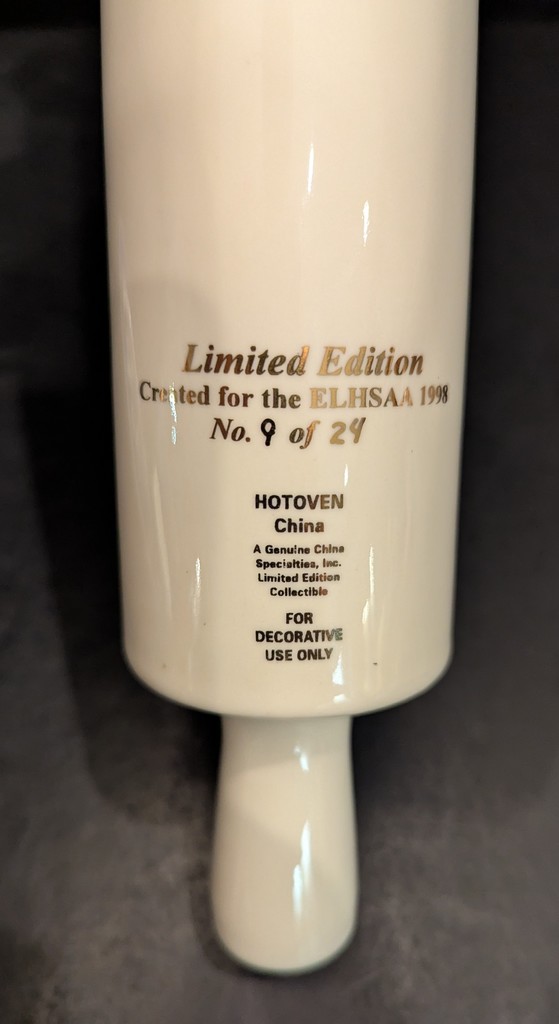 Limited Edition
Created for the ELHSAA 1998
No. 9 of 24
HOTOVEN
China
A Genuine China
Specialties, Inc.
Limited Edition
Collectible
FOR
DECORATIVE
USE ONLY